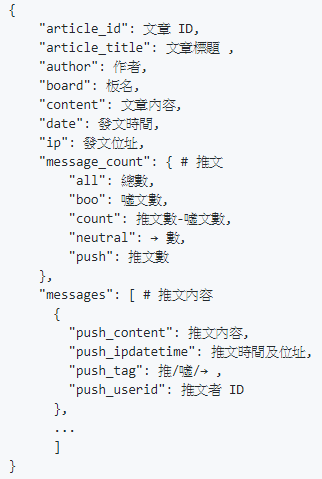 {
"article_id": 文章 ID,
"article_title": 文章標題 ,
"author": 作者,
"board": 板名,
"content": 文章內容,
"date": 發文時間,
"ip": 發文位址,
"message_count": { # 推文
"all": 總數,
"boo": 噓文數,
"count": 推文數-噓文數,
"neutral": → 數,
"push": 推文數
},
"messages": [ # 推文內容
{
"push_content": 推文內容,
"push_ipdatetime": 推文時間及位址,
"push_tag": 推/噓/→ ,
"push_userid": 推文者 ID
},
...
]
}